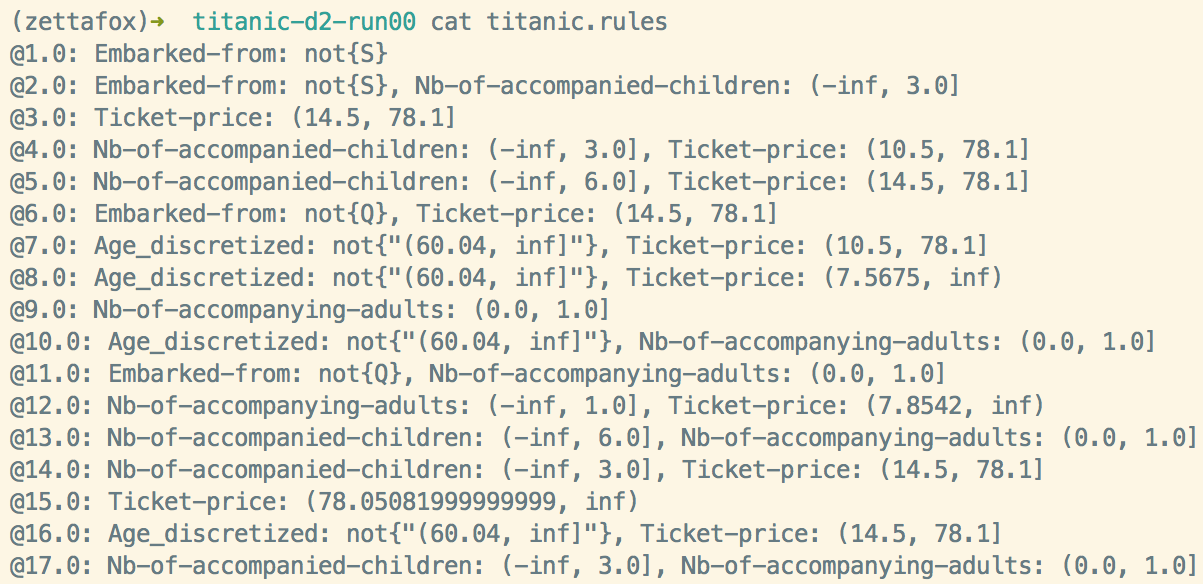 (zettafox)➜  titanic-d2-run00 cat titanic.rules
@1.0: Embarked-from: not{S}
@2.0: Embarked-from: not{S}, Nb-of-accompanied-children: (-inf, 3.0]
@3.0: Ticket-price: (14.5, 78.1]
@4.0: Nb-of-accompanied-children: (-inf, 3.0], Ticket-price: (10.5, 78.1]
@5.0: Nb-of-accompanied-children: (-inf, 6.0], Ticket-price: (14.5, 78.1]
@6.0: Embarked-from: not{Q}, Ticket-price: (14.5, 78.1]
@7.0: Age_discretized: not{"(60.04, inf]"}, Ticket-price: (10.5, 78.1]
@8.0: Age_discretized: not{"(60.04, inf]"}, Ticket-price: (7.5675, inf)
@9.0: Nb-of-accompanying-adults: (0.0, 1.0]
@10.0: Age_discretized: not{"(60.04, inf]"}, Nb-of-accompanying-adults: (0.0, 1.0]
@11.0: Embarked-from: not{Q}, Nb-of-accompanying-adults: (0.0, 1.0]
@12.0: Nb-of-accompanying-adults: (-inf, 1.0], Ticket-price: (7.8542, inf)
@13.0: Nb-of-accompanied-children: (-inf, 6.0], Nb-of-accompanying-adults: (0.0, 1.0]
@14.0: Nb-of-accompanied-children: (-inf, 3.0], Ticket-price: (14.5, 78.1]
@15.0: Ticket-price: (78.05081999999999, inf)
@16.0: Age_discretized: not{"(60.04, inf]"}, Ticket-price: (14.5, 78.1]
@17.0: Nb-of-accompanied-children: (-inf, 3.0], Nb-of-accompanying-adults: (0.0, 1.0]